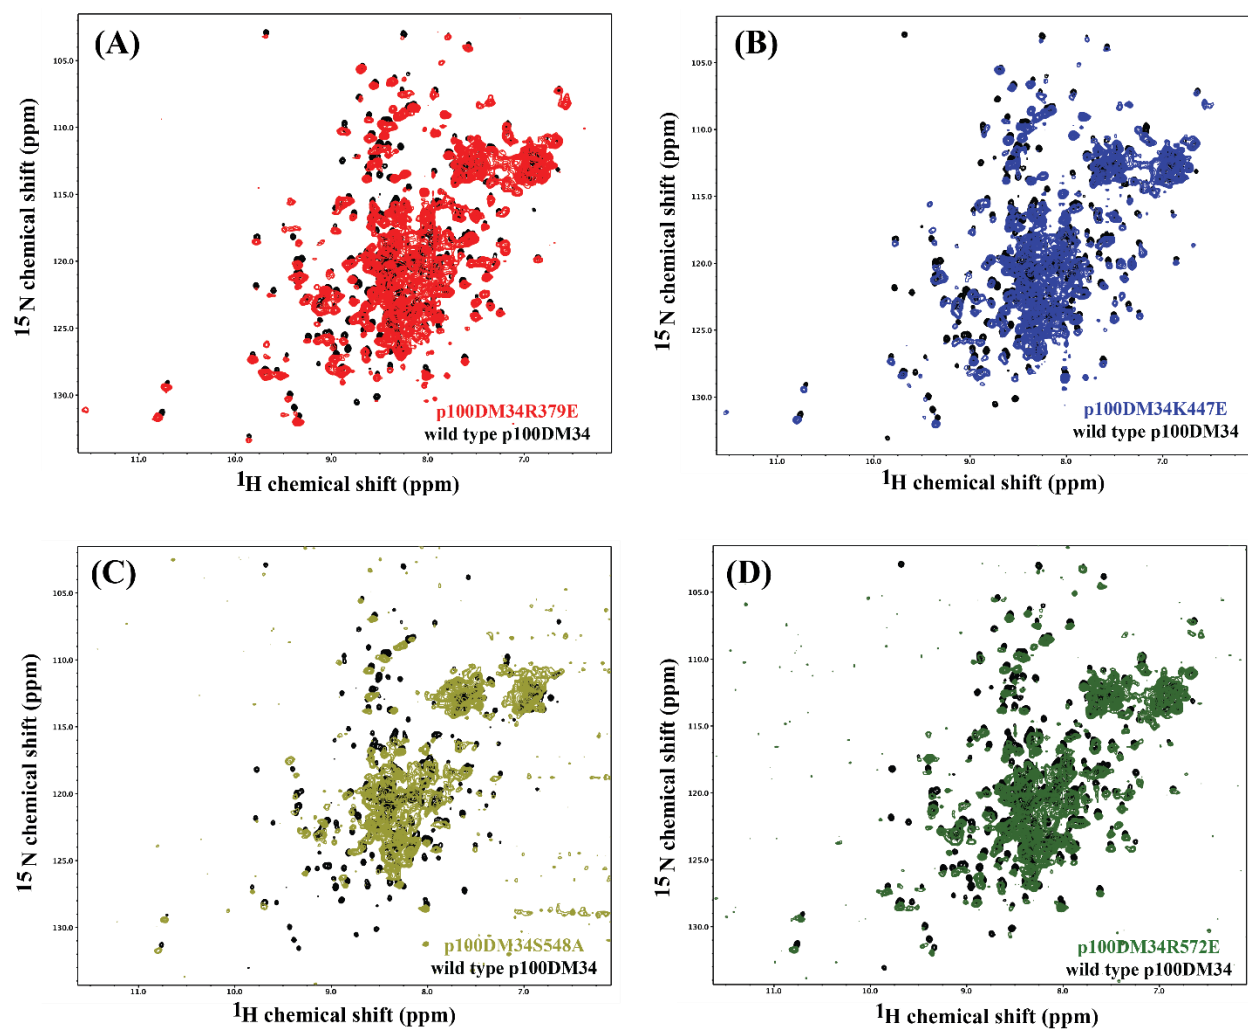 (A)
105.0
110.0
115.0
120.0
125.0
130.0
15 N chemical shift (ppm)
p100DM34R379E
wild type p100DM34
11.0 10.0 9.0 8.0 7.0
1H chemical shift (ppm)
(B)
105.0
110.0
115.0
120.0
125.0
130.0
15 N chemical shift (ppm)
p100DM34K447E
wild type p100DM34
11.0 10.0 9.0 8.0 7.0
1H chemical shift (ppm)
(C)
105.0
110.0
115.0
120.0
125.0
130.0
15 N chemical shift (ppm)
p100DM34S548A
wild type p100DM34
11.0 10.0 9.0 8.0 7.0
1H chemical shift (ppm)
(D)
105.0
110.0
115.0
120.0
125.0
130.0
15 N chemical shift (ppm)
p100DM34R572E
wild type p100DM34
11.0 10.0 9.0 8.0 7.0
1H chemical shift (ppm)